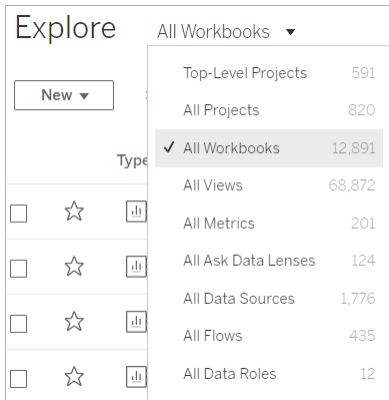 Explore All Workbooks
Top-Level Projects 591
New
All Projects 820
All Workbooks 12,891
Type
All Views 68,872
All Metrics 201
All Ask Data Lenses 124
All Data Sources 1,776
All Flows 435
All Data Roles 12